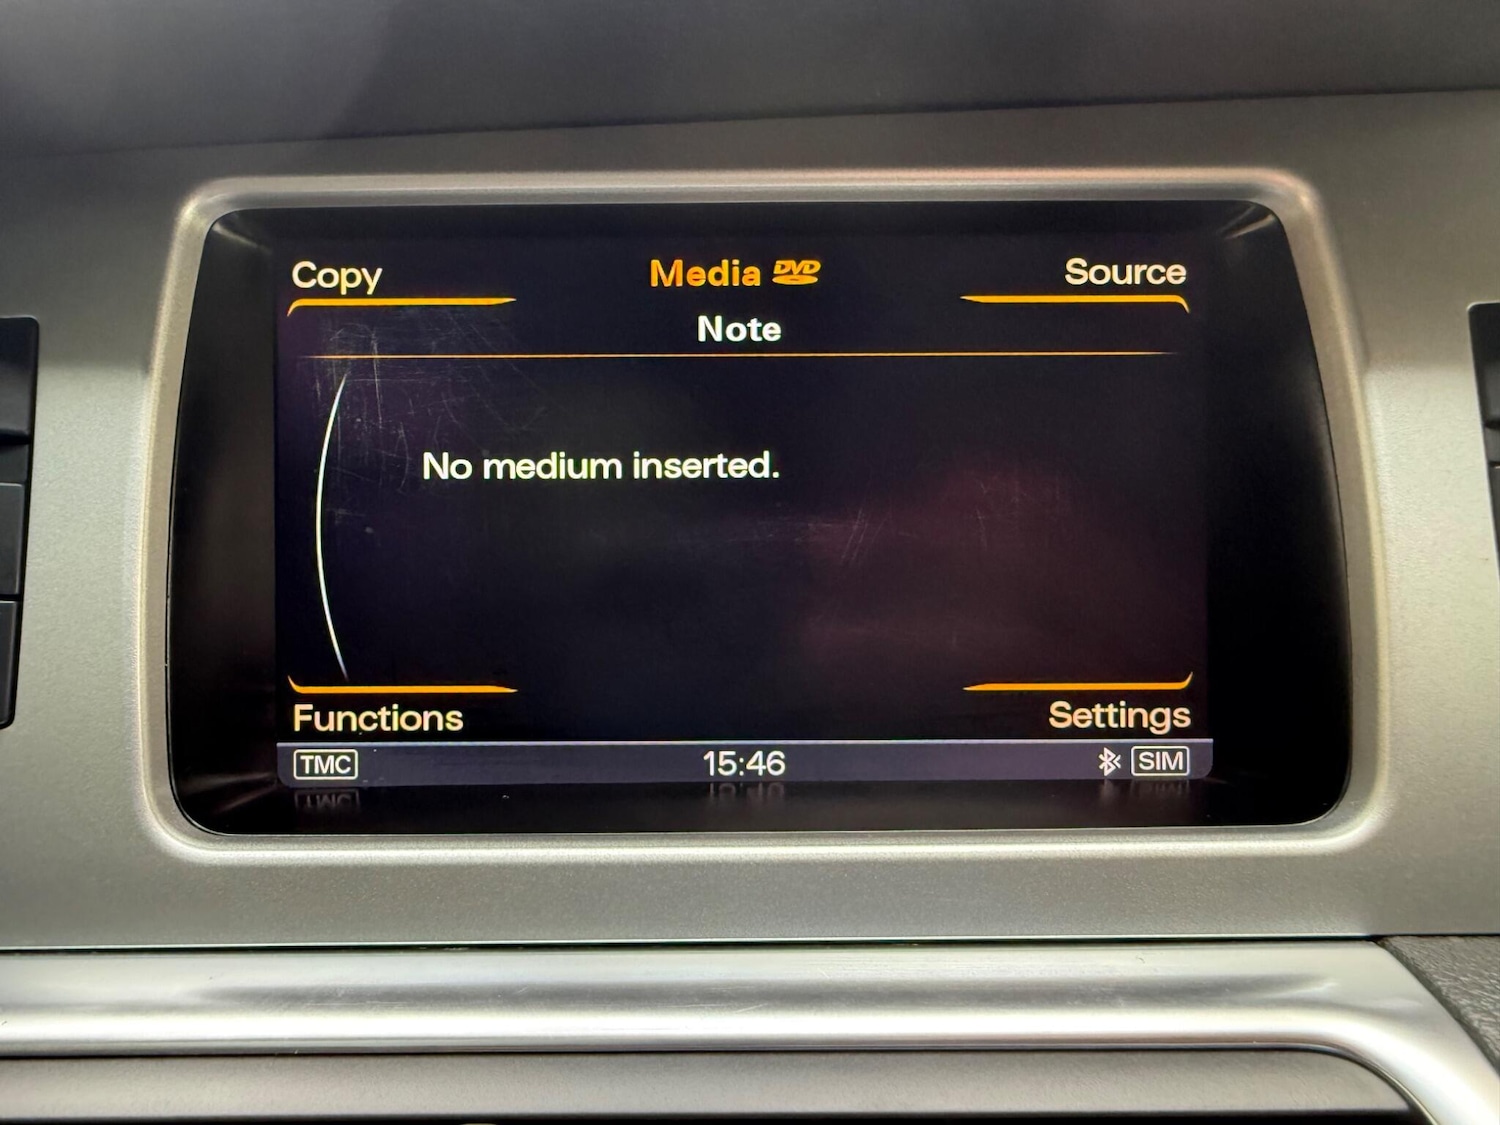 Copy Media DVD Source
Note
No medium inserted.
Functions Settings
TMC 15:46 SIM